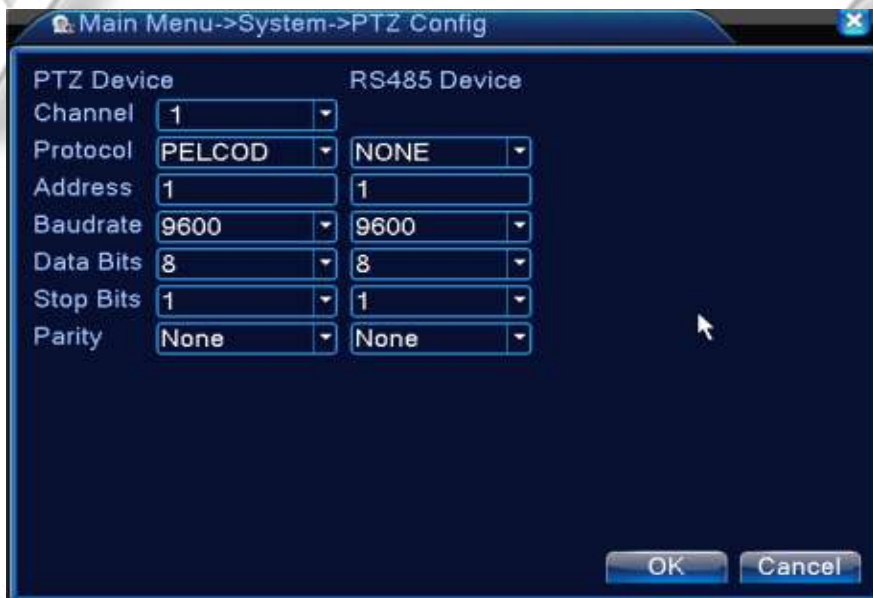 Main Menu->System->PTZ Config
PTZ Device RS485 Device
Channel 1
Protocol PELCOD NONE
Address 1 1
Baudrate 9600 9600
Data Bits 8 8
Stop Bits 1 1
Parity None None
OK Cancel